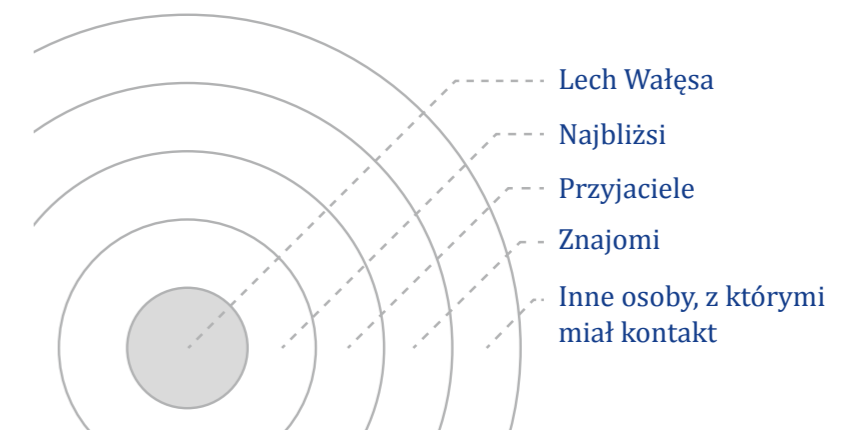 Lech Wałęsa
Najbliżsi
Przyjaciele
Znajomi
Inne osoby, z którymi
miał kontakt